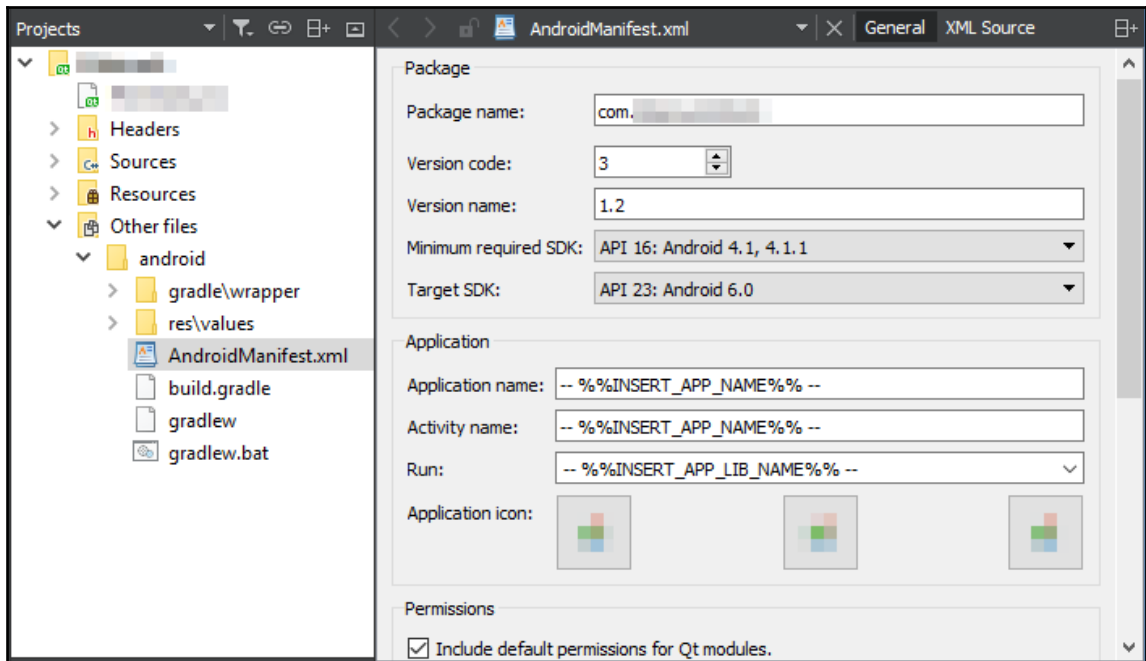 Projects
AndroidManifest.xml
General
XML Source
Headers
Sources
Resources
Other files
android
gradle\wrapper
res\values
AndroidManifest.xml
build.gradle
gradlew
gradlew.bat
Package
Package name: com.
Version code: 3
Version name: 1.2
Minimum required SDK: API 16: Android 4.1, 4.1.1
Target SDK: API 23: Android 6.0
Application
Application name: -- %%INSERT_APP_NAME%% --
Activity name: -- %%INSERT_APP_NAME%% --
Run: -- %%INSERT_APP_LIB_NAME%% --
Application icon:
Permissions
Include default permissions for Qt modules.